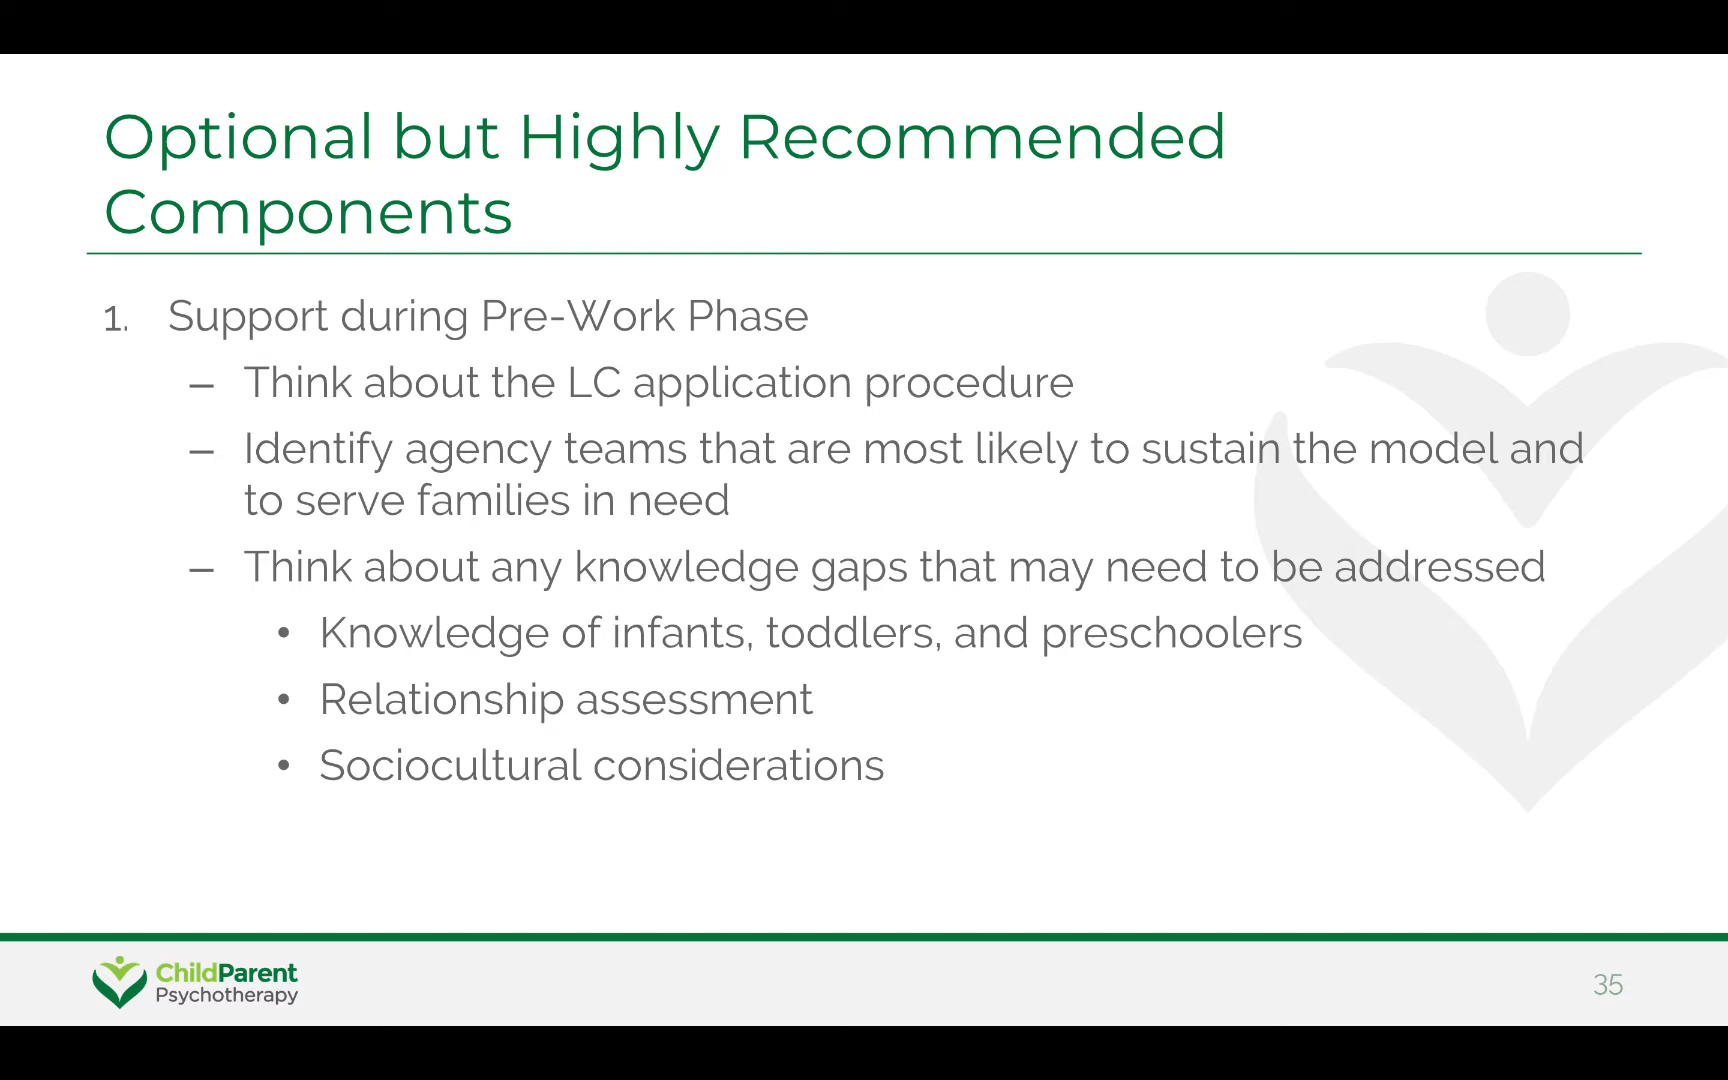 Optional but Highly Recommended
Components
1. Support during Pre-Work Phase
– Think about the LC application procedure
– Identify agency teams that are most likely to sustain the model and
to serve families in need
– Think about any knowledge gaps that may need to be addressed
• Knowledge of infants, toddlers, and preschoolers
• Relationship assessment
• Sociocultural considerations
ChildParent
Psychotherapy
35